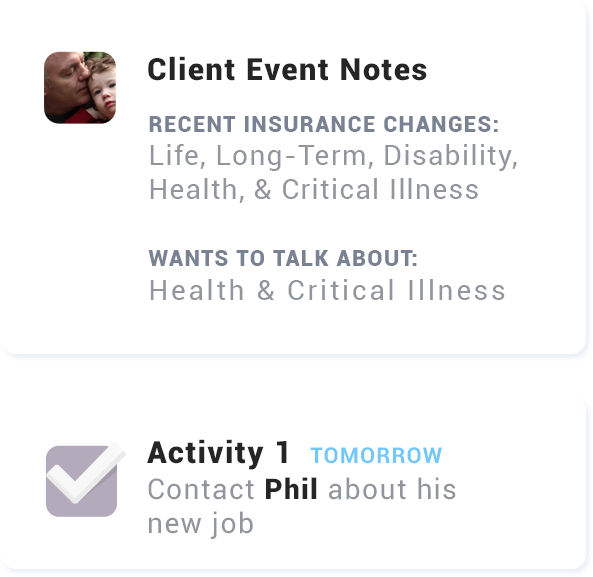 Client Event Notes
RECENT INSURANCE CHANGES:
Life, Long-Term, Disability,
Health, & Critical Illness
WANTS TO TALK ABOUT:
Health & Critical Illness
Activity 1 TOMORROW
Contact Phil about his
new job